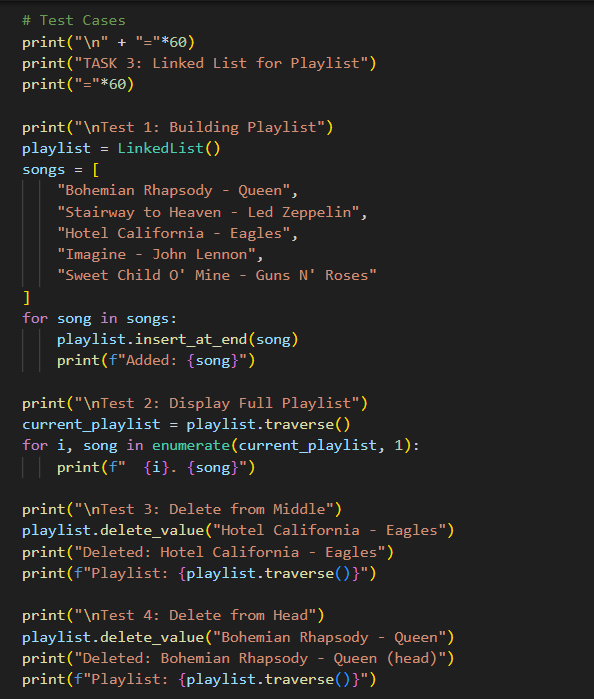 # Test Cases
print("\n" + "="*60)
print("TASK 3: Linked List for Playlist")
print("="*60)

print("\nTest 1: Building Playlist")
playlist = LinkedList()
songs = [
    "Bohemian Rhapsody - Queen",
    "Stairway to Heaven - Led Zeppelin",
    "Hotel California - Eagles",
    "Imagine - John Lennon",
    "Sweet Child O' Mine - Guns N' Roses"
]
for song in songs:
    playlist.insert_at_end(song)
    print(f"Added: {song}")

print("\nTest 2: Display Full Playlist")
current_playlist = playlist.traverse()
for i, song in enumerate(current_playlist, 1):
    print(f"  {i}. {song}")

print("\nTest 3: Delete from Middle")
playlist.delete_value("Hotel California - Eagles")
print("Deleted: Hotel California - Eagles")
print(f"Playlist: {playlist.traverse()}")

print("\nTest 4: Delete from Head")
playlist.delete_value("Bohemian Rhapsody - Queen")
print("Deleted: Bohemian Rhapsody - Queen (head)")
print(f"Playlist: {playlist.traverse()}")